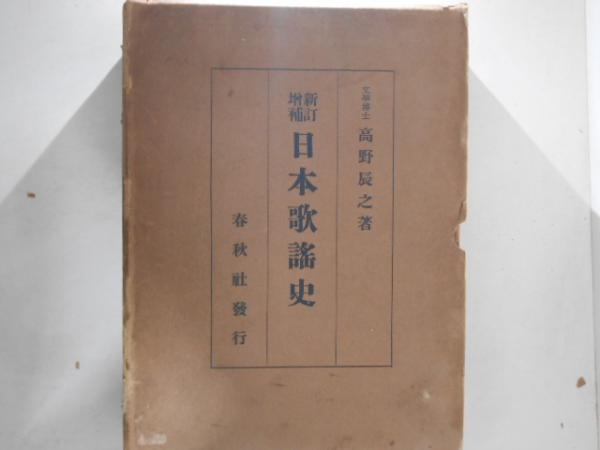 文學博士 高野辰之著
新訂
增補
日本歌謠史
春秋社發行